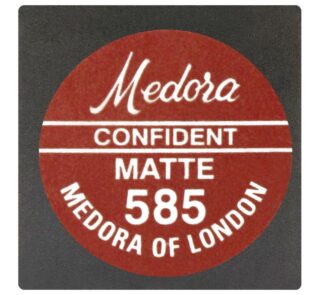 Medora
CONFIDENT
MATTE
585
MEDORA OF LONDON